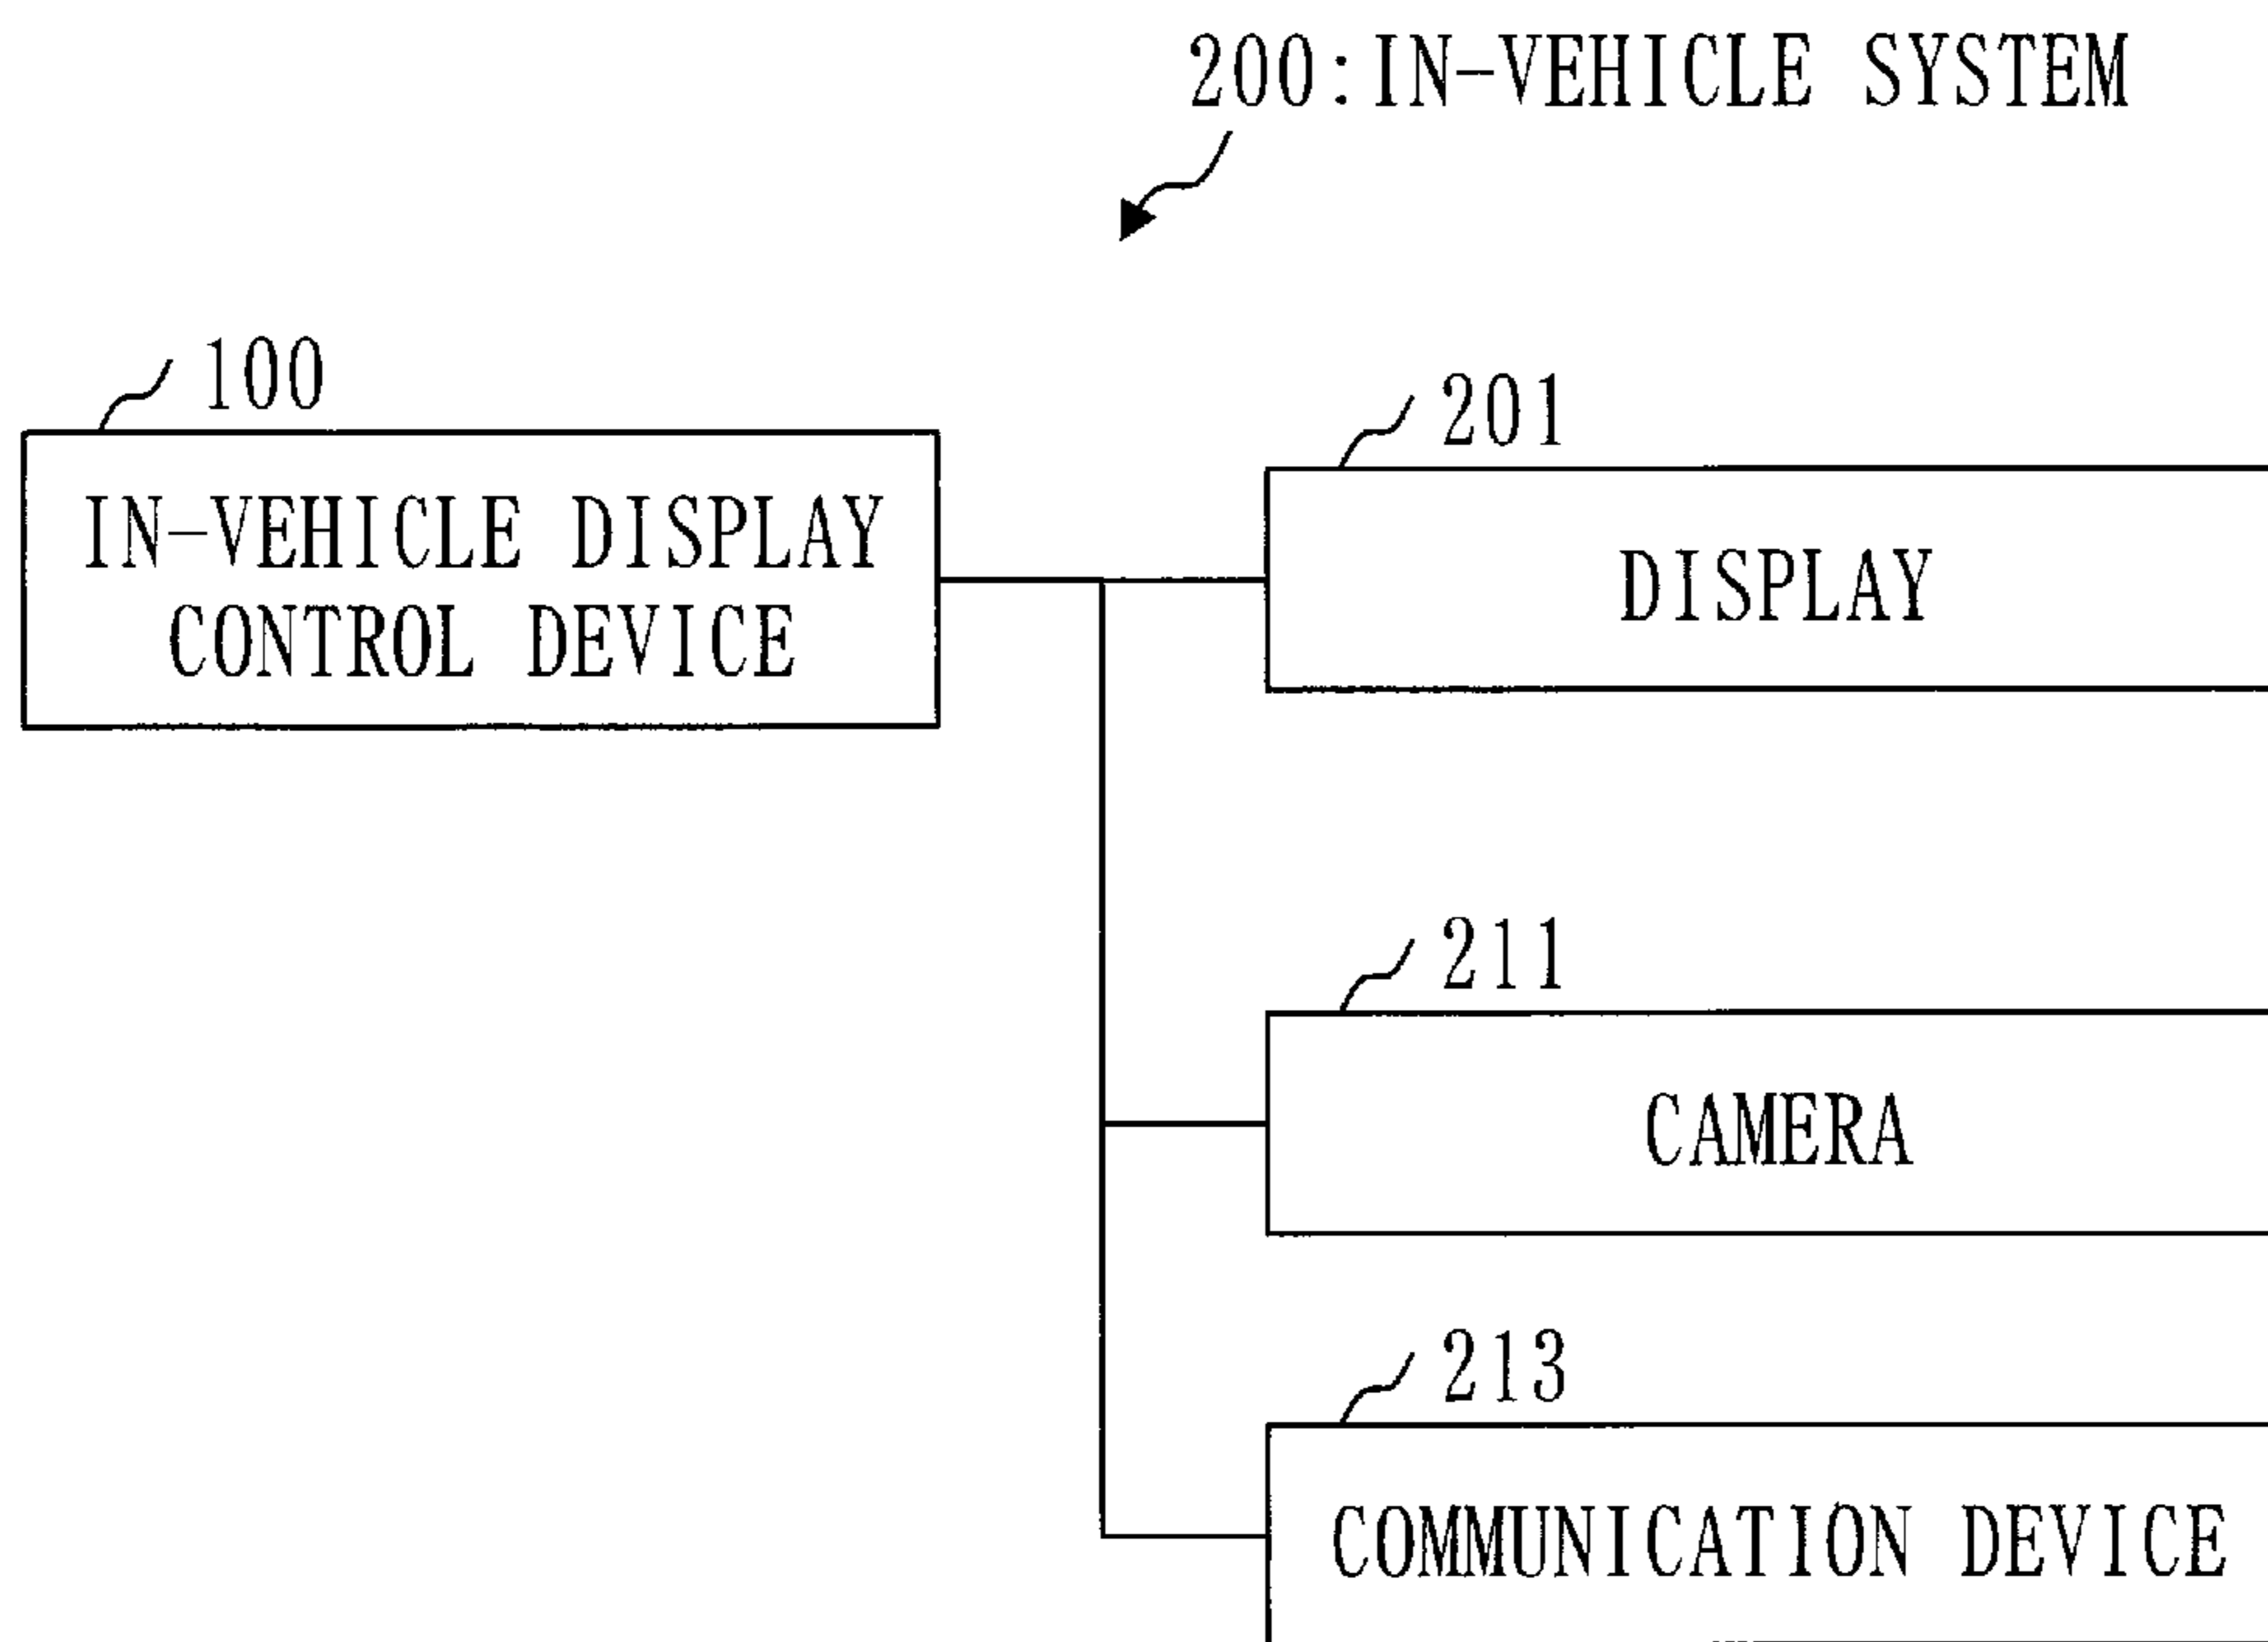 200:IN-VEHICLE SYSTEM
100
IN-VEHICLE DISPLAY
CONTROL DEVICE
201
DISPLAY
211
CAMERA
213
COMMUNICATION DEVICE